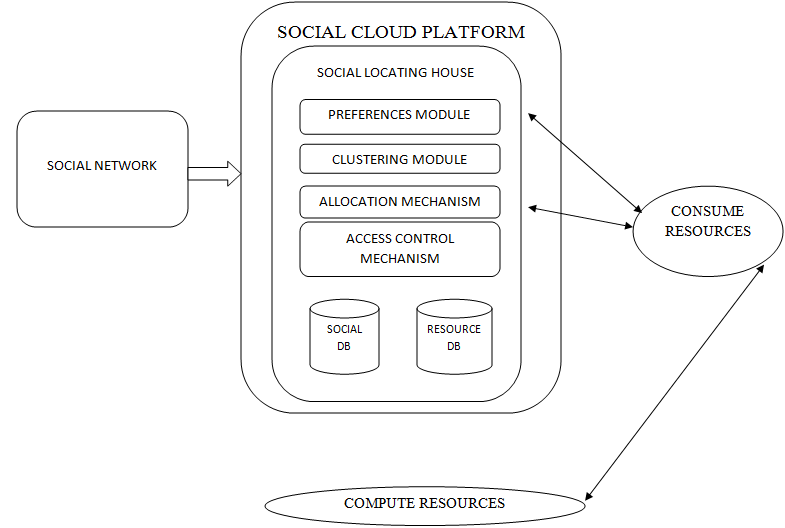 SOCIAL CLOUD PLATFORM
SOCIAL LOCATING HOUSE
PREFERENCES MODULE
CLUSTERING MODULE
ALLOCATION MECHANISM
ACCESS CONTROL
MECHANISM
SOCIAL
DB
RESOURCE
DB
SOCIAL NETWORK
CONSUME
RESOURCES
COMPUTE RESOURCES